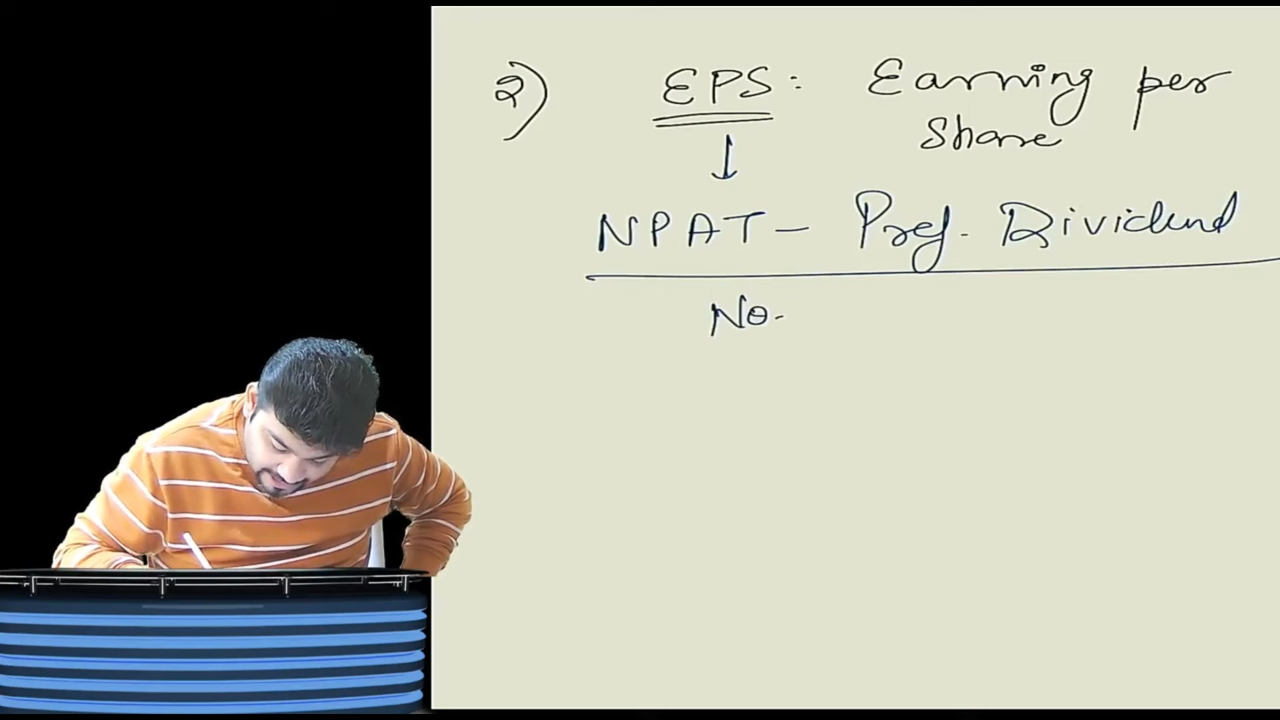 2) EPS: Earning per
Share
↓
NPAT - Pref. Dividend
No.